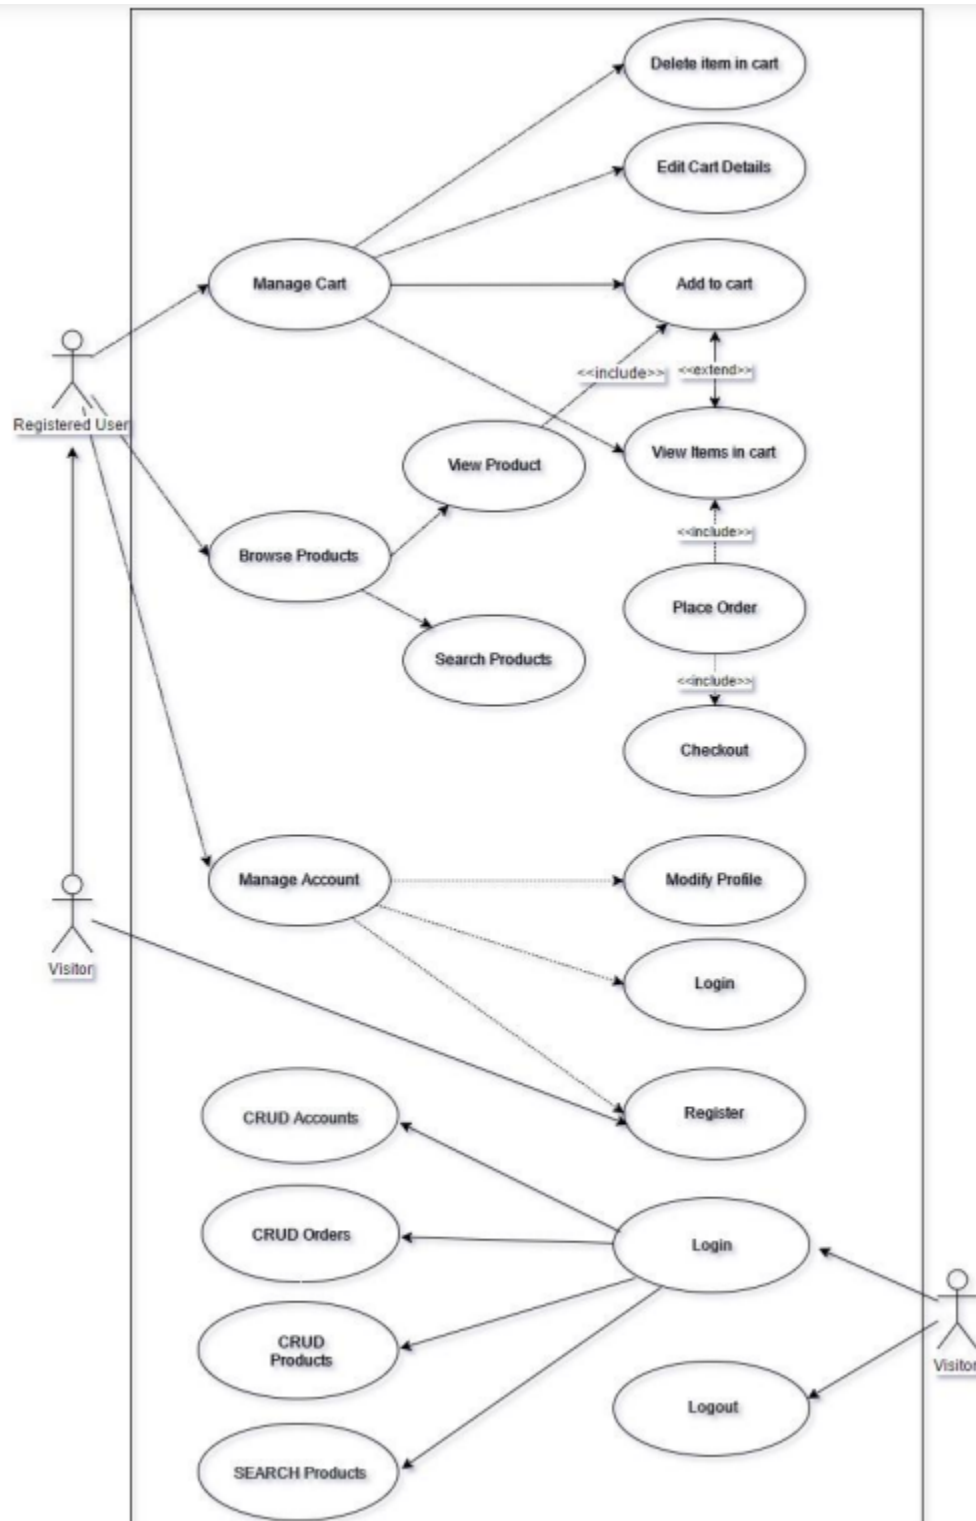 Delete item in cart
Edit Cart Details
Manage Cart
Add to cart
<<include>>
<<extend>>
Registered User
View Items in cart
View Product
<<include>>
Browse Products
Place Order
Search Products
<<include>>
Checkout
Manage Account
Modify Profile
Visitor
Login
Register
CRUD Accounts
CRUD Orders
Login
CRUD
Products
Visitor
Logout
SEARCH Products